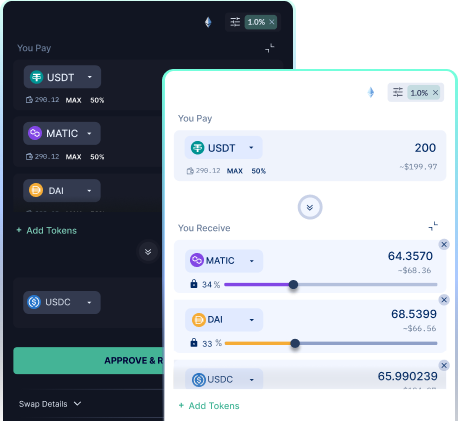 1.0% ×
You Pay
USDT
290.12 MAX 50%
MATIC
290.12 MAX 50%
DAI
+ Add Tokens
USDC
APPROVE & R
Swap Details
1.0% ×
You Pay
USDT 200
290.12 MAX 50% ~$199.97
You Receive
MATIC 64.3570
~$68.36
34 %
DAI 68.5399
~$66.56
33 %
USDC 65.990239
+ Add Tokens